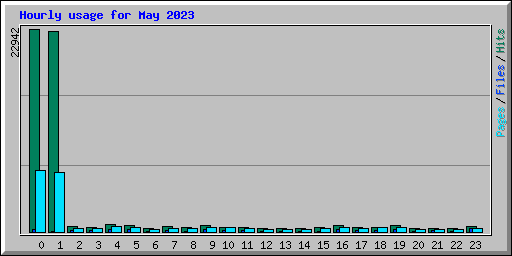 Hourly usage for May 2023
22942
Pages/Files/Hits
0 1 2 3 4 5 6 7 8 9 10 11 12 13 14 15 16 17 18 19 20 21 22 23